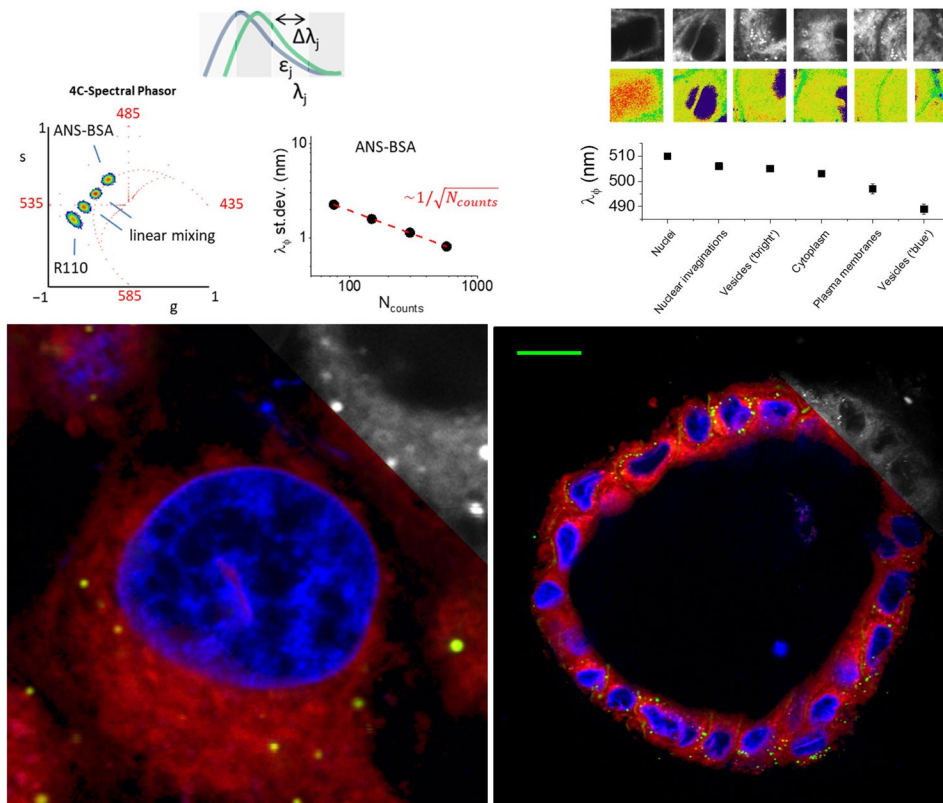 Δλj
εj
λj
4C-Spectral Phasor
485
ANS-BSA
1
s
535
435
linear mixing
R110
−1
585
1
g
10
ANS-BSA
λϕ st.dev. (nm)
~1/√Ncounts
1
100
1000
Ncounts
λϕ (nm)
510
500
490
Nuclei
Nuclear invaginations
Vesicles ('bright')
Cytoplasm
Plasma membranes
Vesicles ('blue')